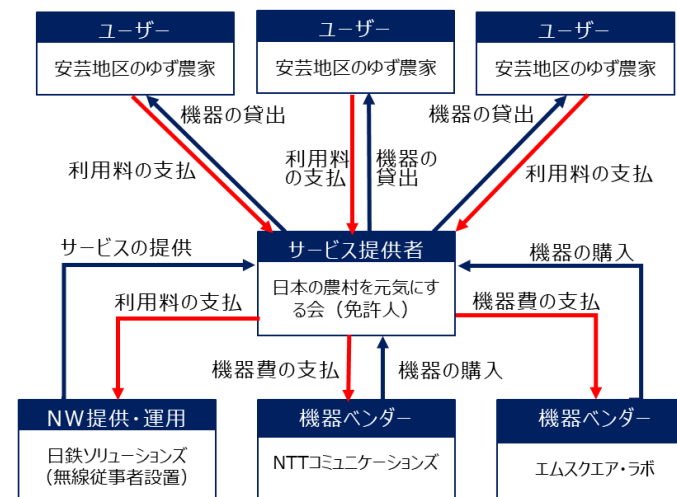 ユーザー
安芸地区のゆず農家
ユーザー
安芸地区のゆず農家
ユーザー
安芸地区のゆず農家
機器の貸出
利用料の支払
利用料
の支払
機器の
貸出
機器の貸出
利用料の支払
サービスの提供
サービス提供者
日本の農村を元気にす
る会（免許人）
機器の購入
利用料の支払
機器費の支払
機器費の支払
機器の購入
NW提供・運用
日鉄ソリューションズ
（無線従事者設置）
機器ベンダー
NTTコミュニケーションズ
機器ベンダー
エムスクエア・ラボ